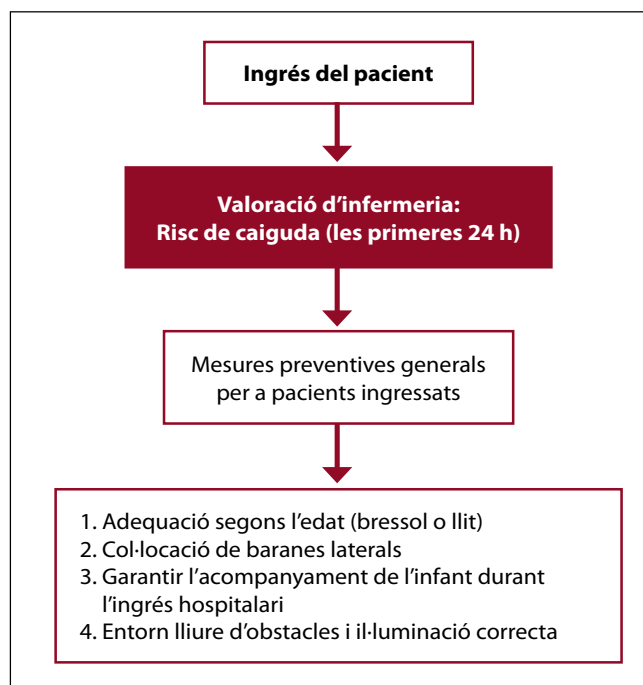 Ingrés del pacient
Valoració d’infermeria:
Risc de caiguda (les primeres 24 h)
Mesures preventives generals
per a pacients ingressats
1. Adequació segons l’edat (bressol o llit)
2. Col·locació de baranes laterals
3. Garantir l’acompanyament de l’infant durant
l’ingrés hospitalari
4. Entorn lliure d’obstacles i il·luminació correcta